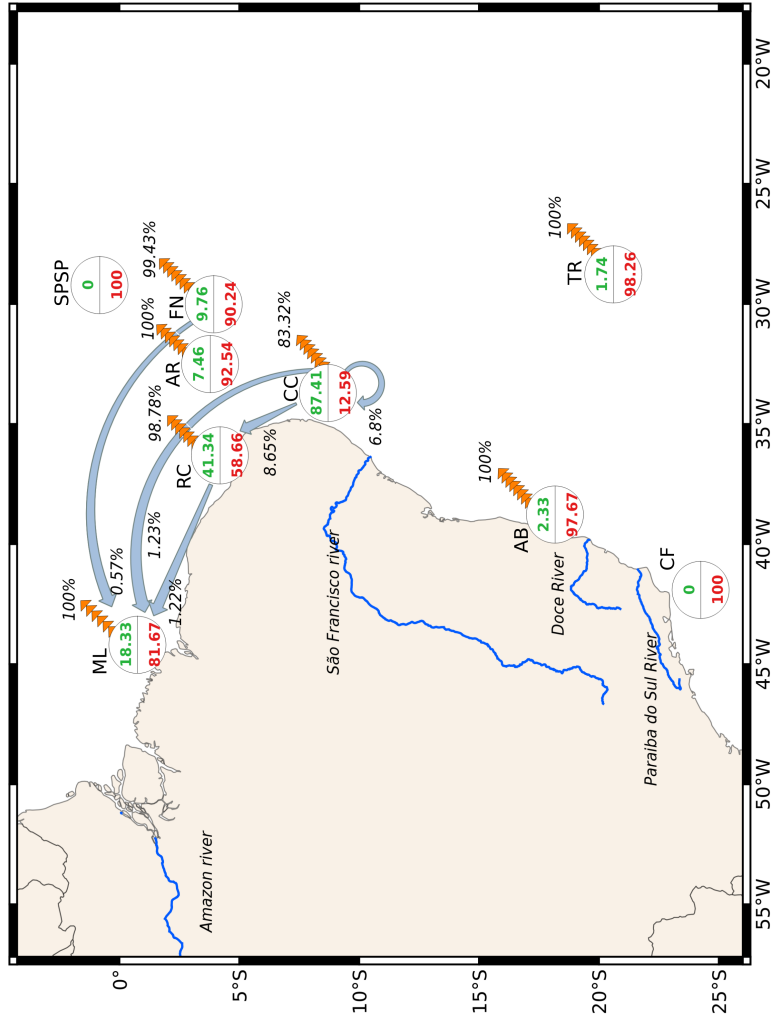 SPSP
0
100
FN
9.76
90.24
99.43%
AR
7.46
92.54
100%
CC
87.41
12.59
83.32%
RC
41.34
58.66
98.78%
8.65%
6.8%
ML
18.33
81.67
100%
0.57%
1.23%
1.22%
TR
1.74
98.26
100%
AB
2.33
97.67
100%
CF
0
100
São Francisco river
Doce River
Paraiba do Sul River
Amazon river
20°W
25°W
30°W
35°W
40°W
45°W
50°W
55°W
0°
5°S
10°S
15°S
20°S
25°S